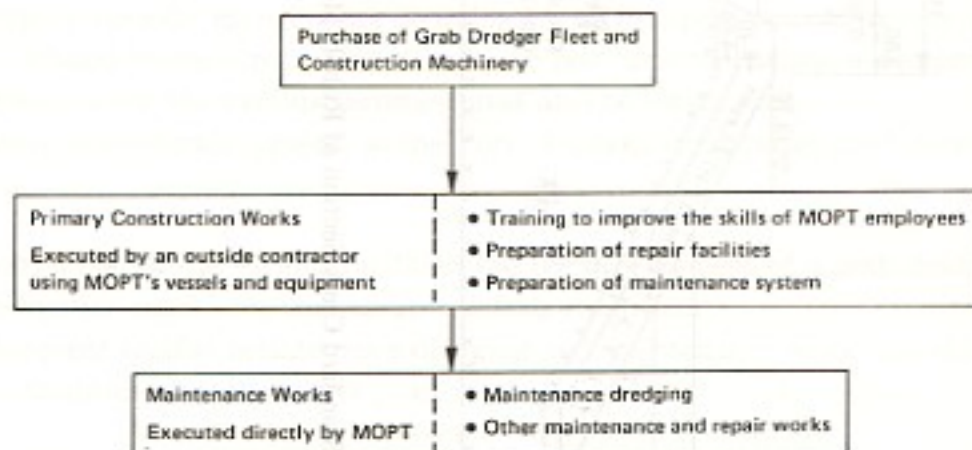 Purchase of Grab Dredger Fleet and
Construction Machinery
Primary Construction Works
Executed by an outside contractor
using MOPT's vessels and equipment
• Training to improve the skills of MOPT employees
• Preparation of repair facilities
• Preparation of maintenance system
Maintenance Works
Executed directly by MOPT
• Maintenance dredging
• Other maintenance and repair works